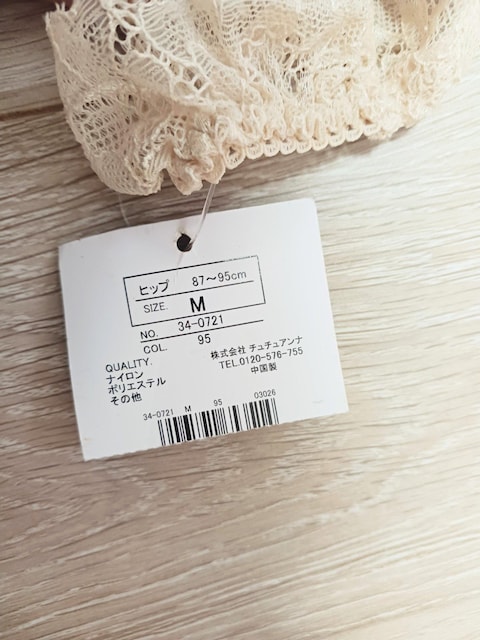 ヒップ 87～95cm
SIZE. M
NO. 34-0721
COL. 95
QUALITY.
ナイロン
ポリエステル
その他
株式会社 チュチュアンナ
TEL.0120-576-755
中国製
34-0721 M 95 03026